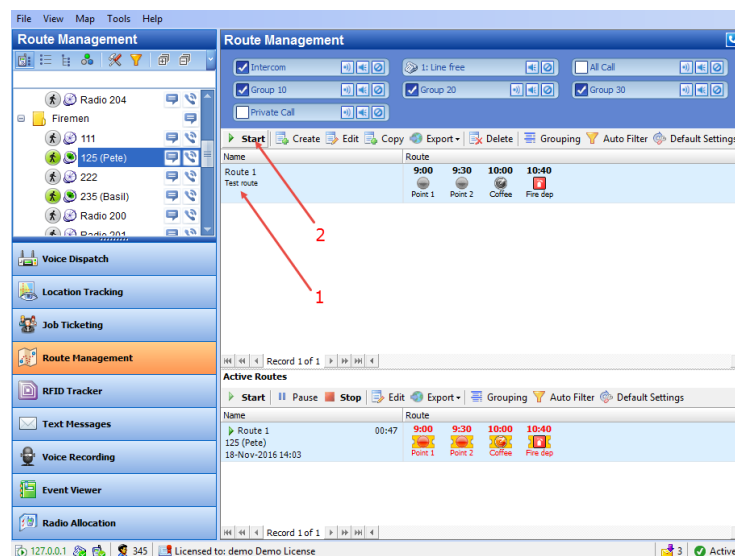 File View Map Tools Help
Route Management
Radio 204
Firemen
111
125 (Pete)
222
235 (Basil)
Radio 200
Radio 201
Voice Dispatch
Location Tracking
Job Ticketing
Route Management
RFID Tracker
Text Messages
Voice Recording
Event Viewer
Radio Allocation
Route Management
Intercom
1: Line free
All Call
Group 10
Group 20
Group 30
Private Call
Start Create Edit Copy Export Delete Grouping Auto Filter Default Settings
Name Route
Route 1
Test route
9:00 9:30 10:00 10:40
Point 1 Point 2 Coffee Fire dep
2
1
Record 1 of 1
Active Routes
Start Pause Stop Edit Export Grouping Auto Filter Default Settings
Name Route
Route 1 00:47
125 (Pete)
18-Nov-2016 14:03
9:00 9:30 10:00 10:40
Point 1 Point 2 Coffee Fire dep
Record 1 of 1
127.0.0.1 345 Licensed to: demo Demo License 3 Active